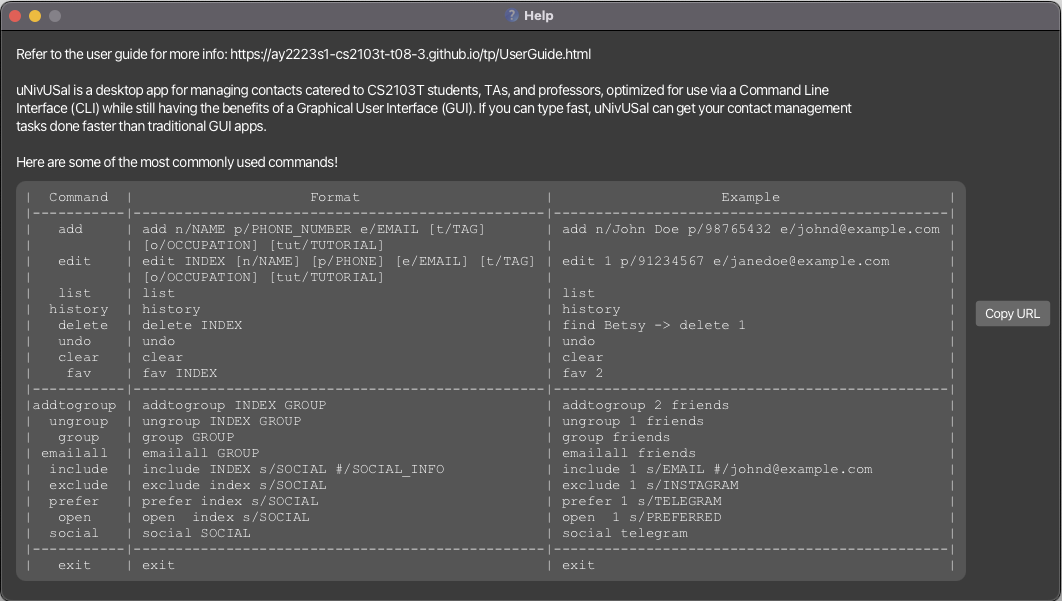 Help
Refer to the user guide for more info: https://ay2223s1-cs2103t-t08-3.github.io/tp/UserGuide.html
uNivUSal is a desktop app for managing contacts catered to CS2103T students, TAs, and professors, optimized for use via a Command Line
Interface (CLI) while still having the benefits of a Graphical User Interface (GUI). If you can type fast, uNivUSal can get your contact management
tasks done faster than traditional GUI apps.
Here are some of the most commonly used commands!
| Command | Format | Example |
|-----------|-------------------------------------------------|-----------------------------------------------|
| add | add n/NAME p/PHONE_NUMBER e/EMAIL [t/TAG] | add n/John Doe p/98765432 e/johnd@example.com |
| | [o/OCCUPATION] [tut/TUTORIAL] | |
| edit | edit INDEX [n/NAME] [p/PHONE] [e/EMAIL] [t/TAG] | edit 1 p/91234567 e/janedoe@example.com |
| | [o/OCCUPATION] [tut/TUTORIAL] | |
| list | list | list |
| history | history | history |
| delete | delete INDEX | find Betsy -> delete 1 |
| undo | undo | undo |
| clear | clear | clear |
| fav | fav INDEX | fav 2 |
|-----------|-------------------------------------------------|-----------------------------------------------|
|addtogroup | addtogroup INDEX GROUP | addtogroup 2 friends |
| ungroup | ungroup INDEX GROUP | ungroup 1 friends |
| group | group GROUP | group friends |
| emailall | emailall GROUP | emailall friends |
| include | include INDEX s/SOCIAL #/SOCIAL_INFO | include 1 s/EMAIL #/johnd@example.com |
| exclude | exclude index s/SOCIAL | exclude 1 s/INSTAGRAM |
| prefer | prefer index s/SOCIAL | prefer 1 s/TELEGRAM |
| open | open  index s/SOCIAL | open  1 s/PREFERRED |
| social | social SOCIAL | social telegram |
|-----------|-------------------------------------------------|-----------------------------------------------|
| exit | exit | exit |
Copy URL